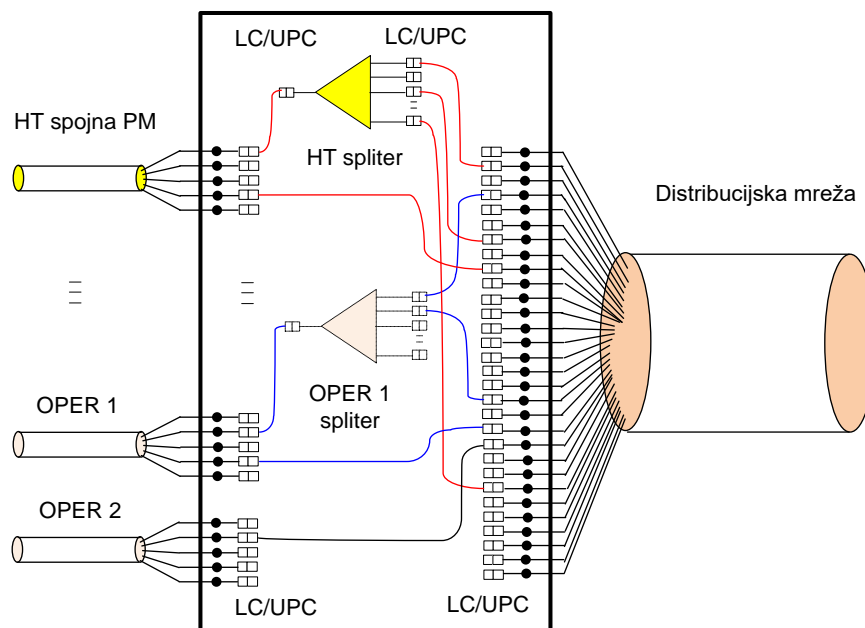 LC/UPC
LC/UPC
HT spojna PM
HT spliter
Distribucijska mreža
OPER 1
OPER 1
spliter
OPER 2
LC/UPC
LC/UPC